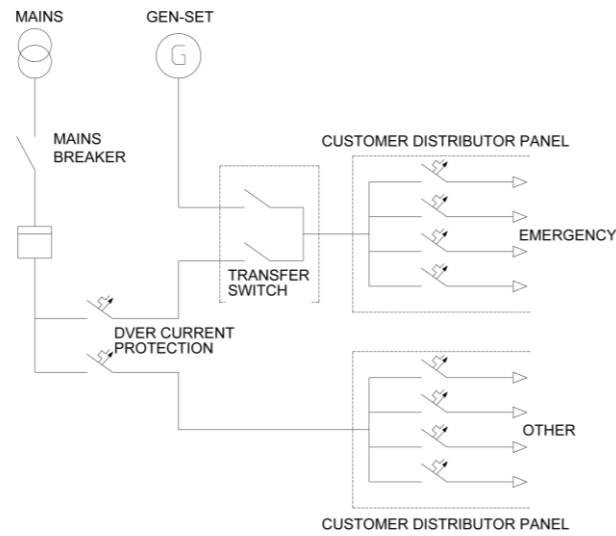 MAINS
GEN-SET
G
MAINS
BREAKER
CUSTOMER DISTRIBUTOR PANEL
EMERGENCY
TRANSFER
SWITCH
DVER CURRENT
PROTECTION
OTHER
CUSTOMER DISTRIBUTOR PANEL